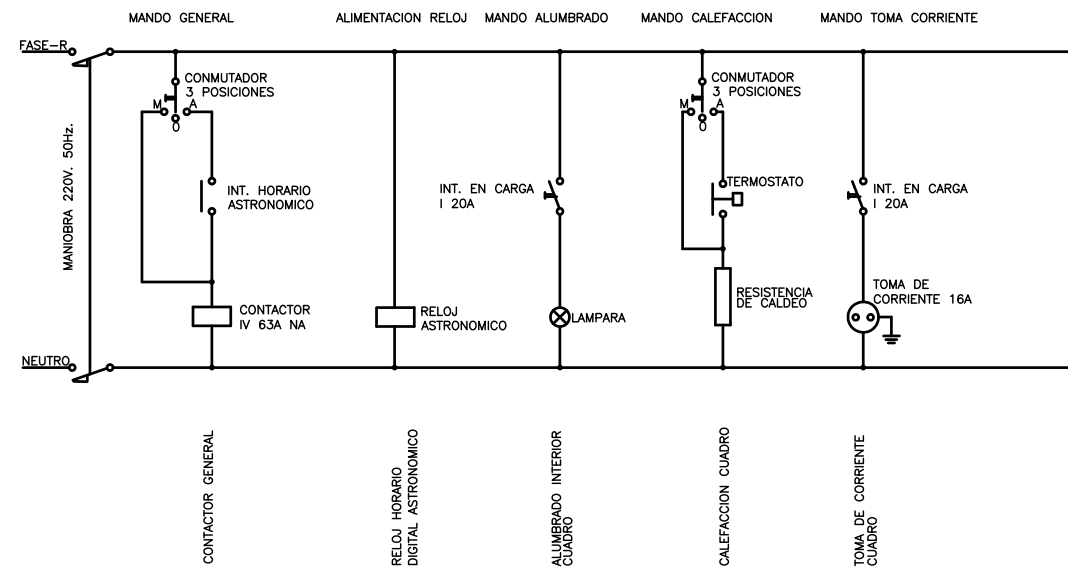 MANDO GENERAL
ALIMENTACION RELOJ
MANDO ALUMBRADO
MANDO CALEFACCION
MANDO TOMA CORRIENTE
FASE-R
CONMUTADOR
3 POSICIONES
M
A
O
CONMUTADOR
3 POSICIONES
M
A
O
MANIOBRA 220V. 50Hz.
INT. HORARIO
ASTRONOMICO
INT. EN CARGA
I 20A
TERMOSTATO
INT. EN CARGA
I 20A
CONTACTOR
IV 63A NA
RELOJ
ASTRONOMICO
LAMPARA
RESISTENCIA
DE CALDEO
TOMA DE
CORRIENTE 16A
NEUTRO
CONTACTOR GENERAL
RELOJ HORARIO
DIGITAL ASTRONOMICO
ALUMBRADO INTERIOR
CUADRO
CALEFACCION CUADRO
TOMA DE CORRIENTE
CUADRO